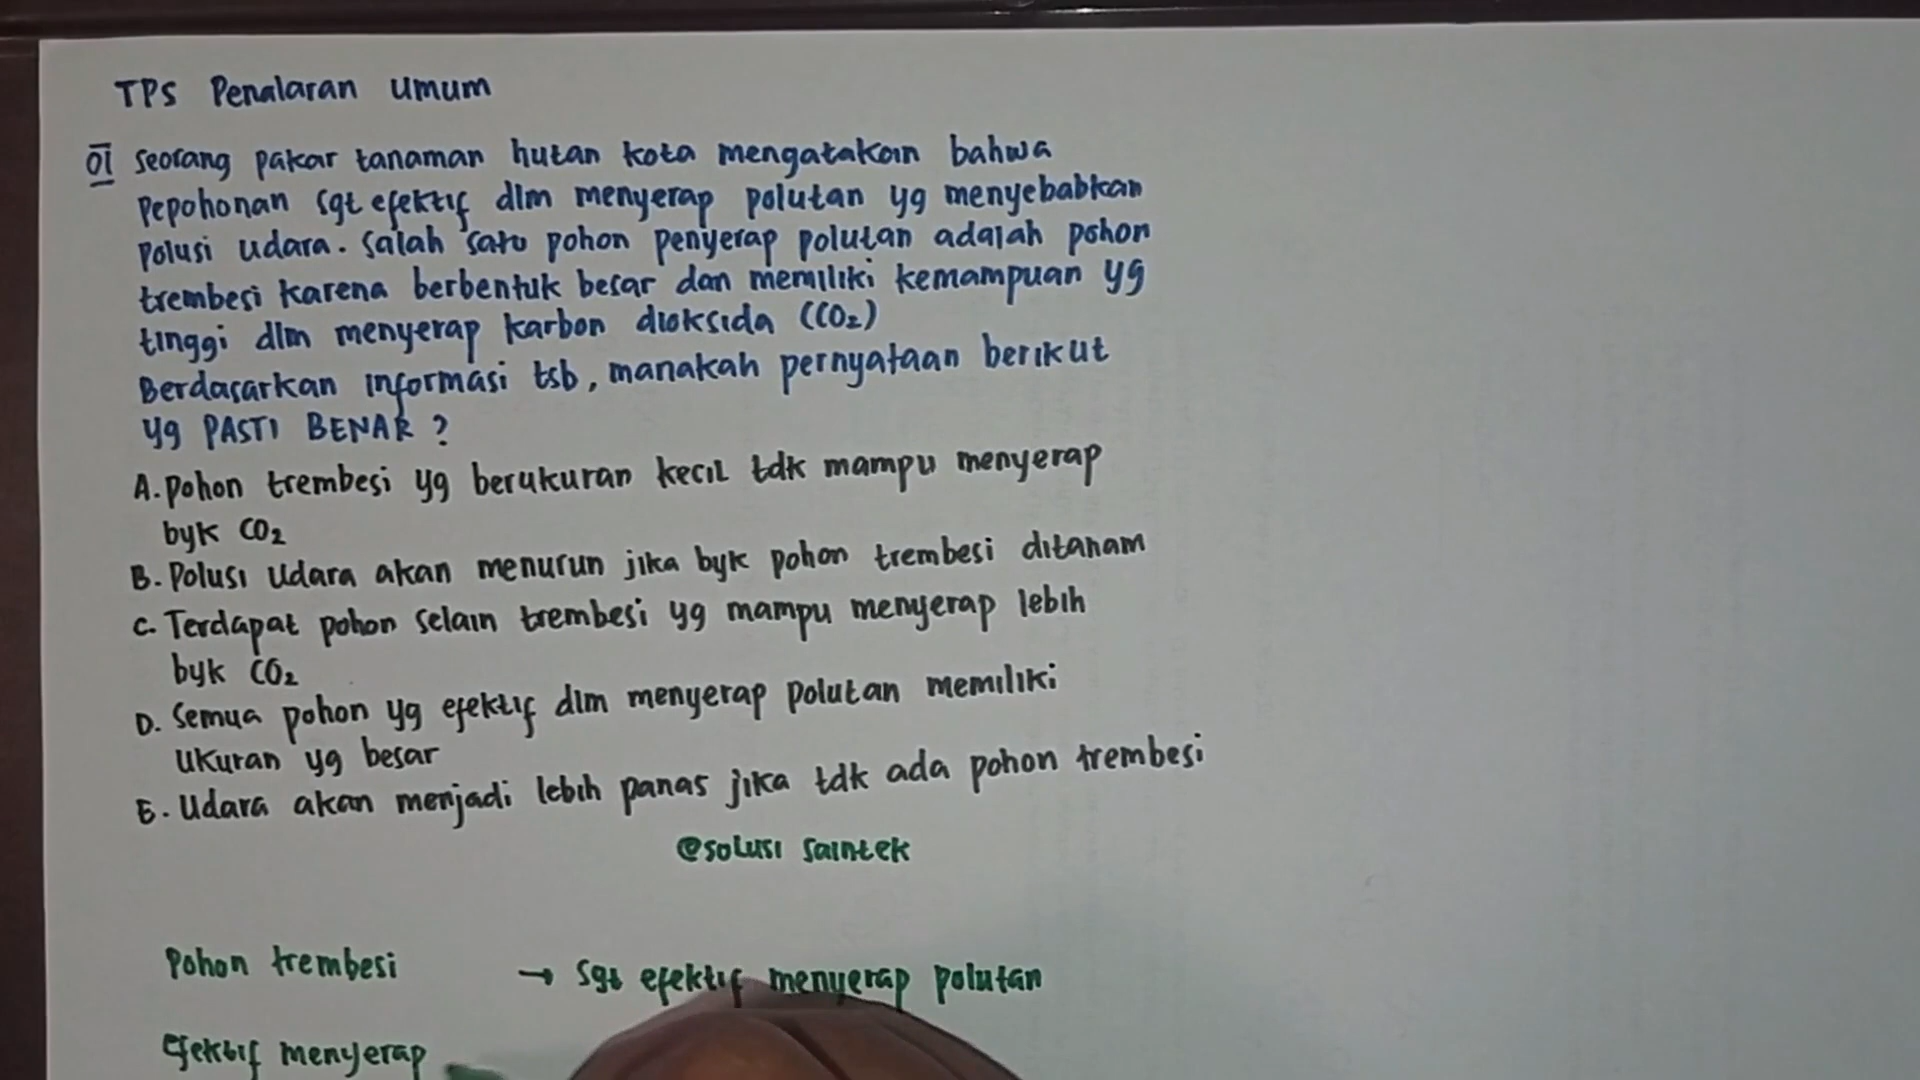 TPS Penalaran Umum
01 Seorang pakar tanaman hutan kota mengatakan bahwa
pepohonan sgt efektif dlm menyerap polutan yg menyebabkan
polusi udara. Salah satu pohon penyerap polutan adalah pohon
trembesi karena berbentuk besar dan memiliki kemampuan yg
tinggi dlm menyerap karbon dioksida (CO₂)
Berdasarkan informasi tsb, manakah pernyataan berikut
yg PASTI BENAR ?
A. Pohon trembesi yg berukuran kecil tdk mampu menyerap
byk CO₂
B. Polusi Udara akan menurun jika byk pohon trembesi ditanam
C. Terdapat pohon selain trembesi yg mampu menyerap lebih
byk CO₂
D. Semua pohon yg efektif dlm menyerap polutan memiliki
Ukuran yg besar
E. Udara akan menjadi lebih panas jika tdk ada pohon trembesi
@solusi saintek
Pohon trembesi → Sgt efektif menyerap polutan
Efektif menyerap